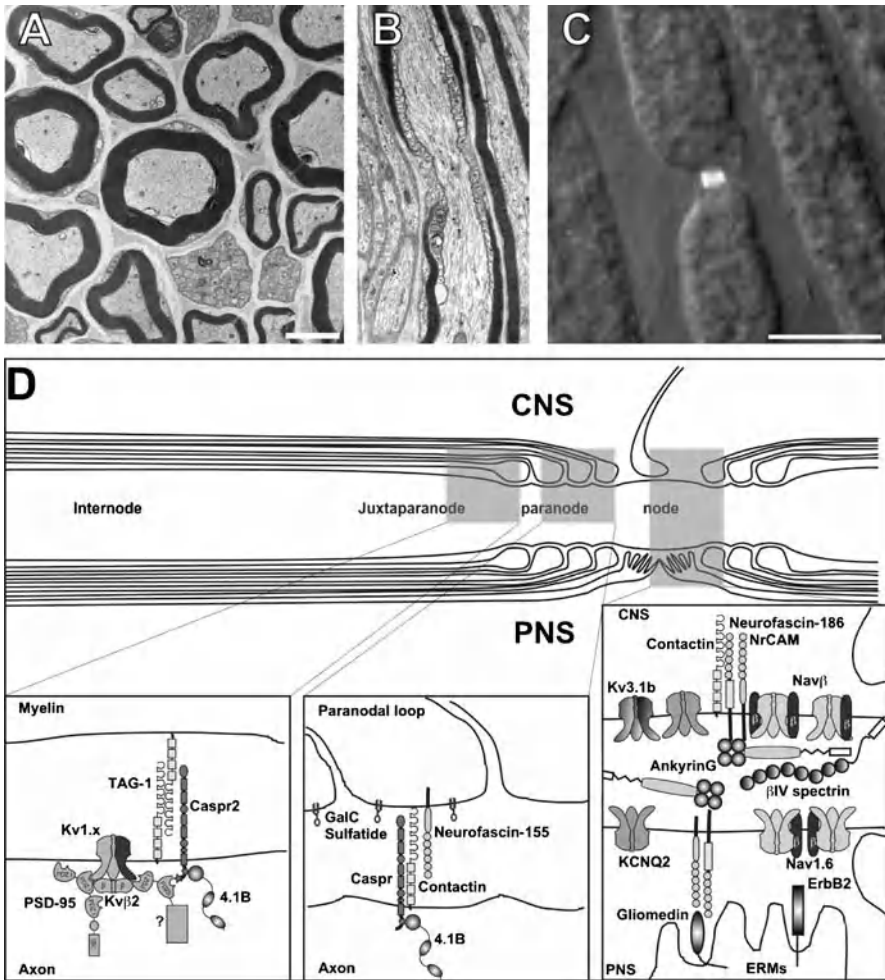 A
B
C
D
CNS
Internode
Juxtaparanode
paranode
node
PNS
Myelin
TAG-1
Caspr2
Kv1.x
PSD-95
Kvβ2
4.1B
?
Axon
Paranodal loop
GalC
Sulfatide
Neurofascin-155
Caspr
Contactin
4.1B
Axon
CNS
Neurofascin-186
Contactin
NrCAM
Kv3.1b
Navβ
AnkyrinG
βIV spectrin
KCNQ2
Nav1.6
ErbB2
Gliomedin
PNS
ERMs